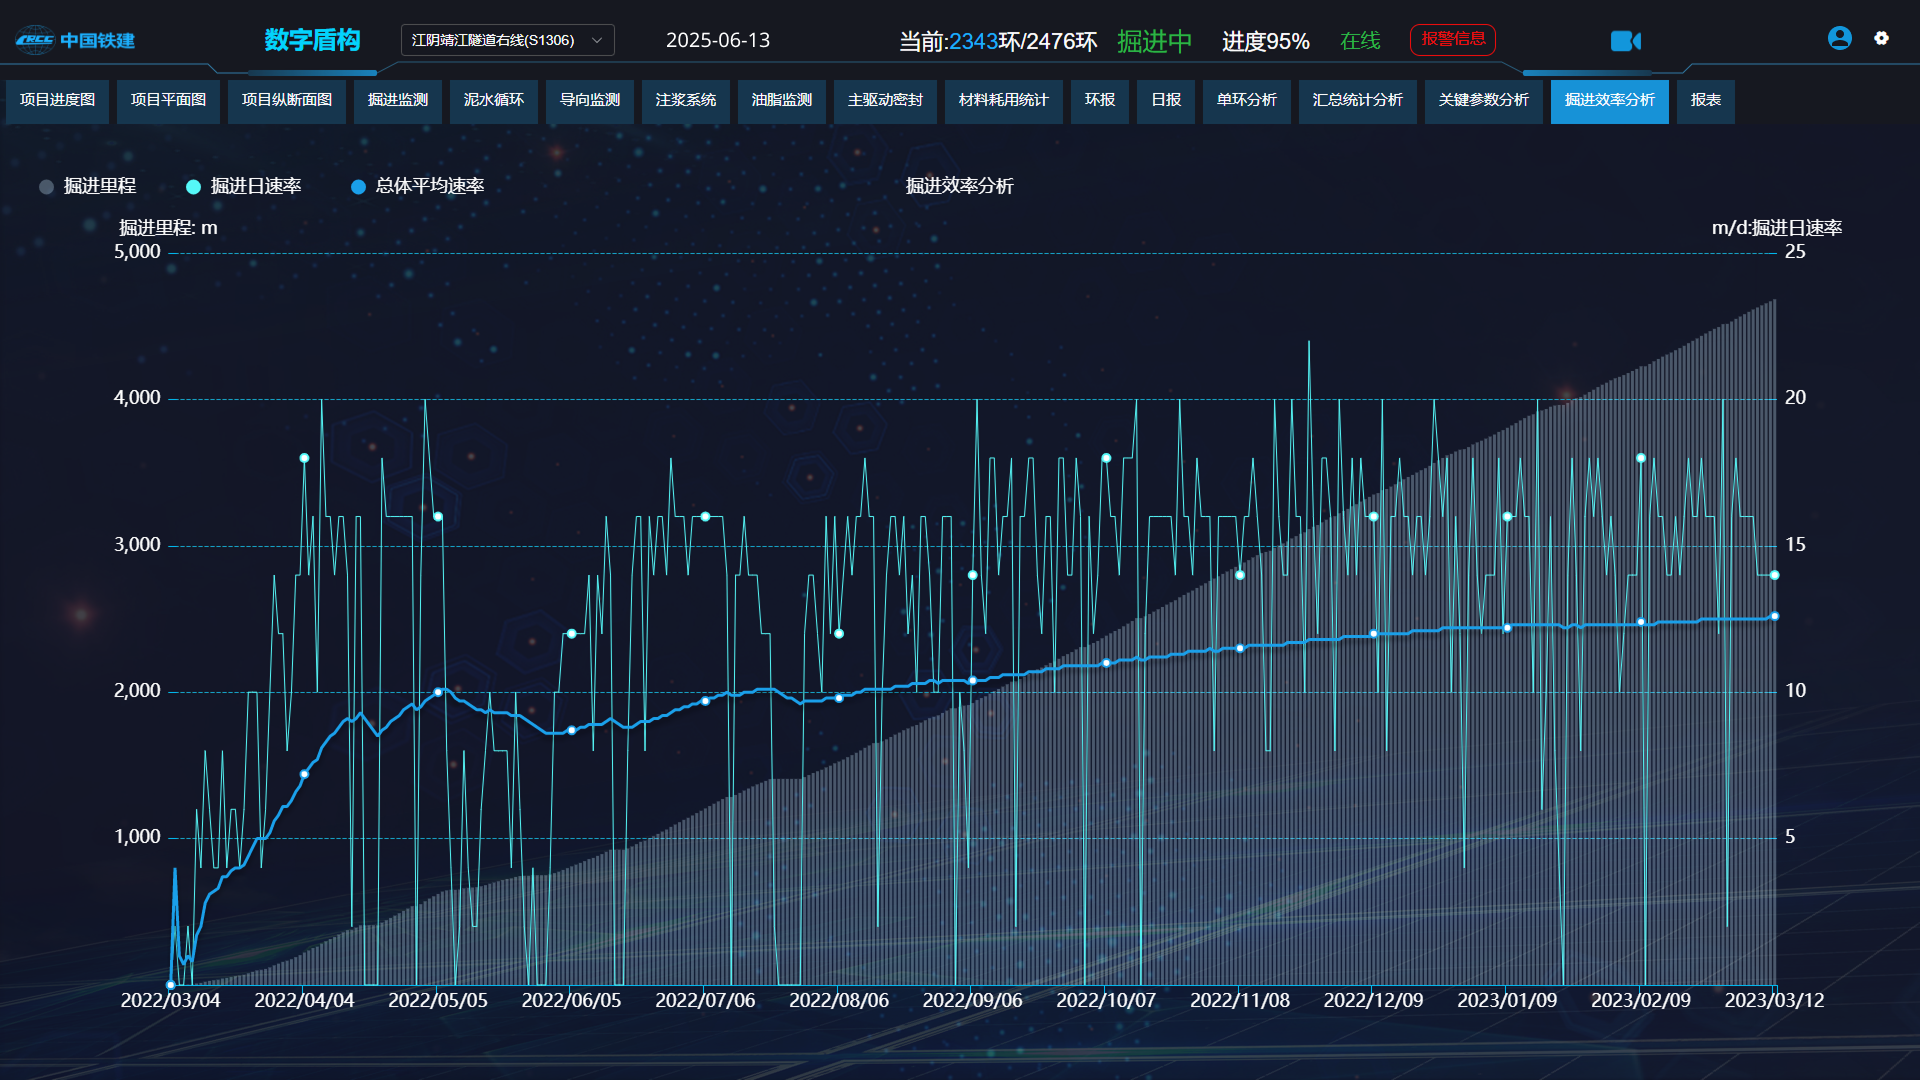 CRCC 中国铁建
数字盾构
江阴靖江隧道右线(S1306)
2025-06-13
当前:2343环/2476环 掘进中 进度95% 在线 报警信息
项目进度图 项目平面图 项目纵断面图 掘进监测 泥水循环 导向监测 注浆系统 油脂监测 主驱动密封 材料耗用统计 环报 日报 单环分析 汇总统计分析 关键参数分析 掘进效率分析 报表
掘进里程 掘进日速率 总体平均速率 掘进效率分析
掘进里程: m m/d:掘进日速率
5,000 25
4,000 20
3,000 15
2,000 10
1,000 5
2022/03/04 2022/04/04 2022/05/05 2022/06/05 2022/07/06 2022/08/06 2022/09/06 2022/10/07 2022/11/08 2022/12/09 2023/01/09 2023/02/09 2023/03/12